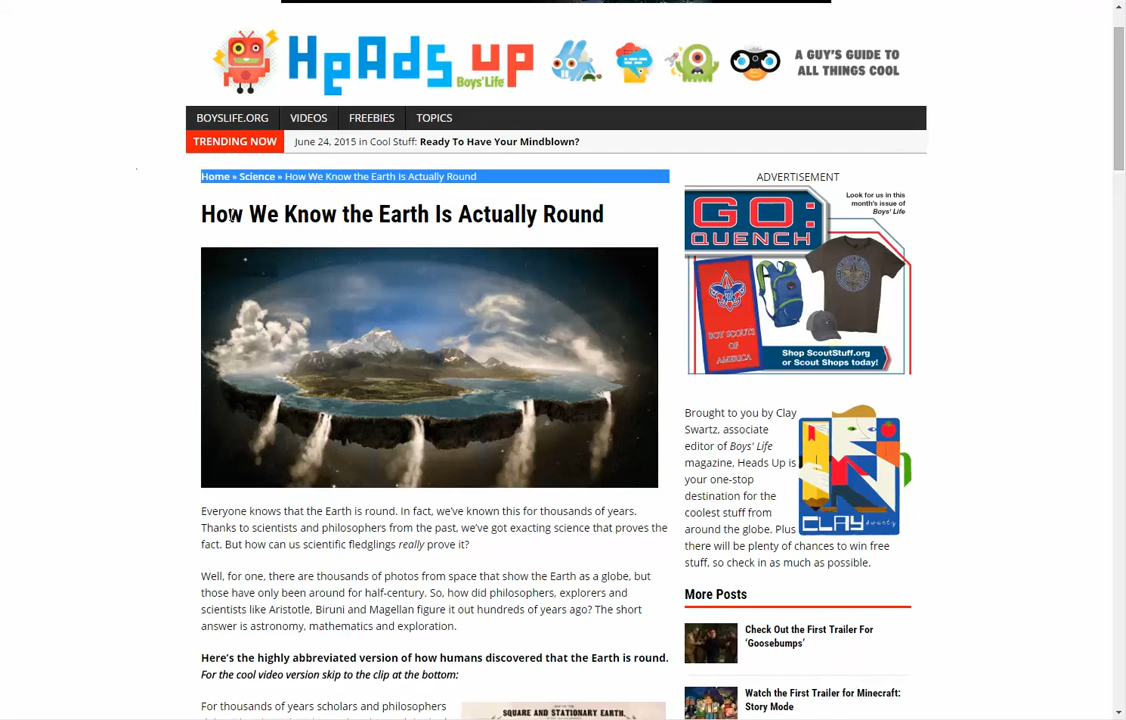 HeAds up
Boys' Life
A GUY'S GUIDE TO
ALL THINGS COOL
BOYSLIFE.ORG VIDEOS FREEBIES TOPICS
TRENDING NOW June 24, 2015 in Cool Stuff: Ready To Have Your Mindblown?
Home » Science » How We Know the Earth Is Actually Round
How We Know the Earth Is Actually Round
Everyone knows that the Earth is round. In fact, we've known this for thousands of years.
Thanks to scientists and philosophers from the past, we've got exacting science that proves the
fact. But how can us scientific fledglings really prove it?
Well, for one, there are thousands of photos from space that show the Earth as a globe, but
those have only been around for half-century. So, how did philosophers, explorers and
scientists like Aristotle, Biruni and Magellan figure it out hundreds of years ago? The short
answer is astronomy, mathematics and exploration.
Here's the highly abbreviated version of how humans discovered that the Earth is round.
For the cool video version skip to the clip at the bottom:
For thousands of years scholars and philosophers
SQUARE AND STATIONARY EARTH.
ADVERTISEMENT
Look for us in this
month's issue of
Boys' Life
GO:
QUENCH
BOY SCOUTS
OF
AMERICA
Shop ScoutStuff.org
or Scout Shops today!
Brought to you by Clay
Swartz, associate
editor of Boys' Life
magazine, Heads Up is
your one-stop
destination for the
coolest stuff from
around the globe. Plus
there will be plenty of chances to win free
stuff, so check in as much as possible.
CLAY swartz
More Posts
Check Out the First Trailer For
'Goosebumps'
Watch the First Trailer for Minecraft:
Story Mode